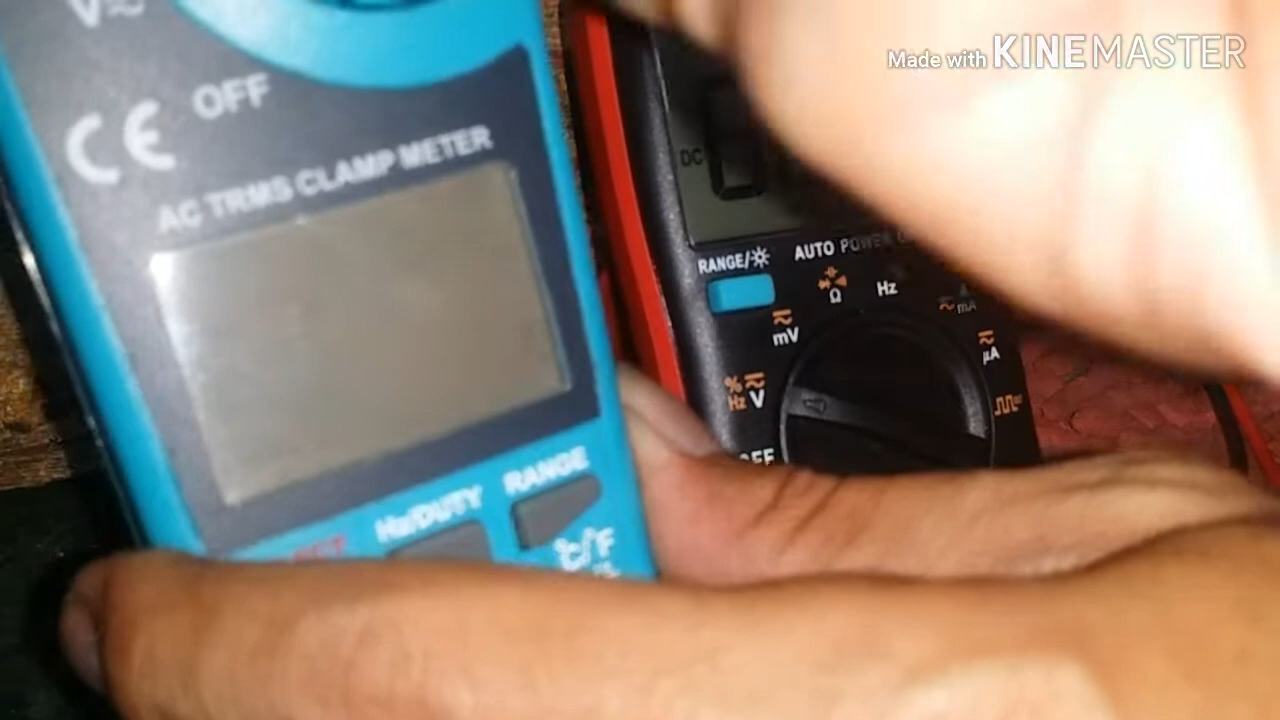 Made with KINEMASTER
V
OFF
CE
AC TRMS CLAMP METER
Hz/DUTY
RANGE
°C/°F
DC
RANGE/
AUTO POWER
Ω
Hz
mA
mV
µA
%
Hz V
OFF